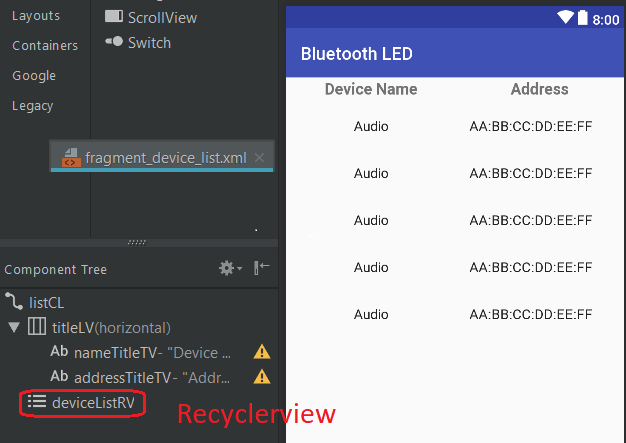 Layouts
Containers
Google
Legacy
ScrollView
Switch
fragment_device_list.xml
Component Tree
listCL
titleLV(horizontal)
Ab nameTitleTV- "Device ...
Ab addressTitleTV- "Addr...
deviceListRV
Recyclerview
8:00
Bluetooth LED
Device Name Address
Audio AA:BB:CC:DD:EE:FF
Audio AA:BB:CC:DD:EE:FF
Audio AA:BB:CC:DD:EE:FF
Audio AA:BB:CC:DD:EE:FF
Audio AA:BB:CC:DD:EE:FF